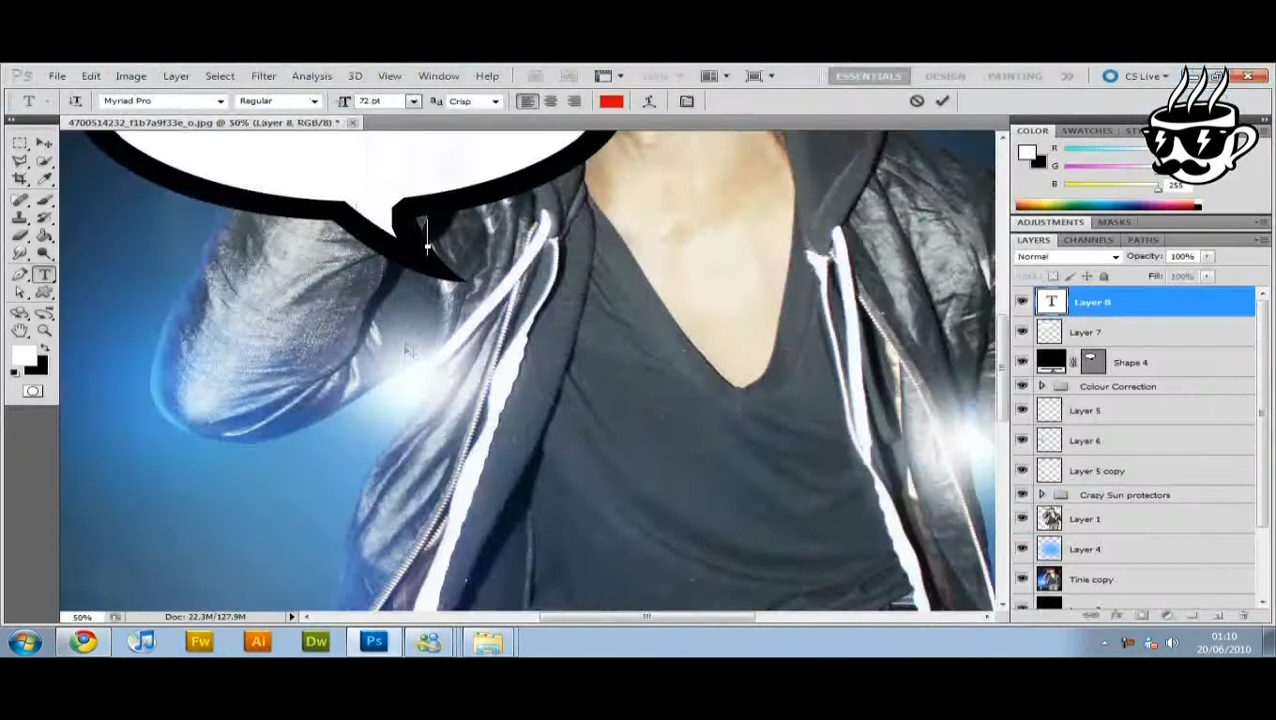 Ps File Edit Image Layer Select Filter Analysis 3D View Window Help ESSENTIALS DESIGN PAINTING CS Live
T Myriad Pro Regular 72 pt Crisp
4700514232_f1b7a9f33e_o.jpg @ 50% (Layer 8, RGB/8) *
COLOR SWATCHES
R
G
B 255
ADJUSTMENTS MASKS
LAYERS CHANNELS PATHS
Normal Opacity: 100%
Fill: 100%
T Layer 8
Layer 7
Shape 4
Colour Correction
Layer 5
Layer 6
Layer 5 copy
Crazy Sun protectors
Layer 1
Layer 4
Tinie copy
50% Doc: 22.3M/127.9M
Fw Ai Dw Ps
01:10
20/06/2010